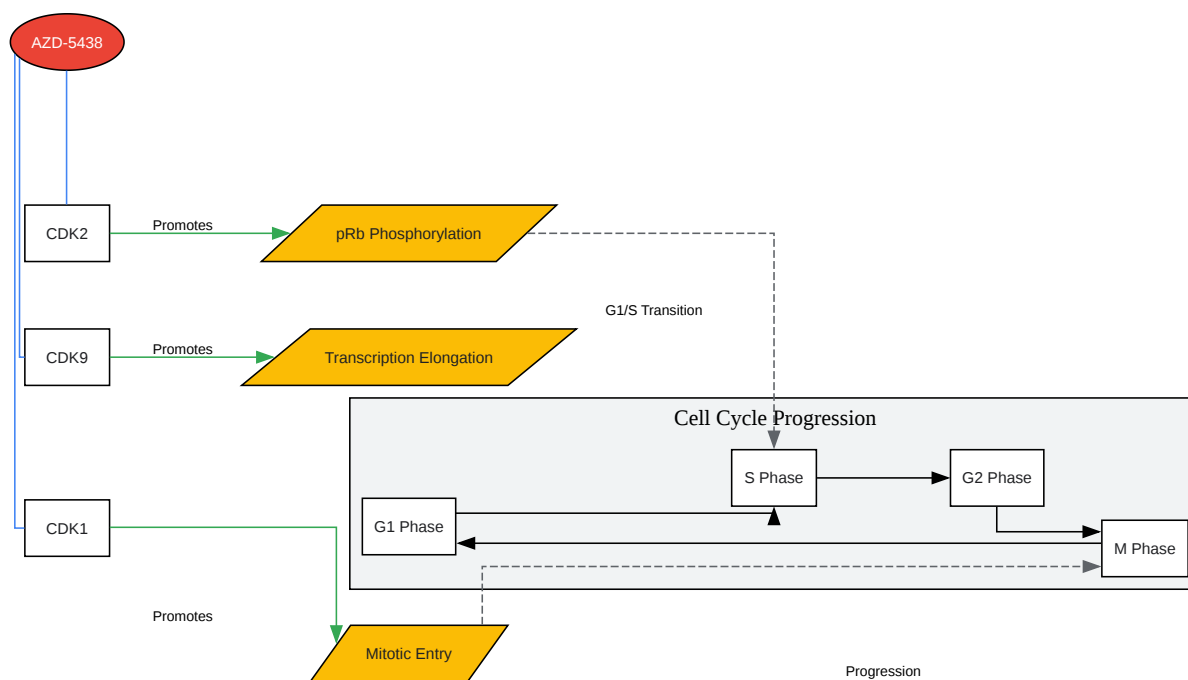 AZD-5438
CDK2
Promotes
pRb Phosphorylation
G1/S Transition
CDK9
Promotes
Transcription Elongation
Cell Cycle Progression
S Phase
G2 Phase
G1 Phase
CDK1
M Phase
Promotes
Mitotic Entry
Progression